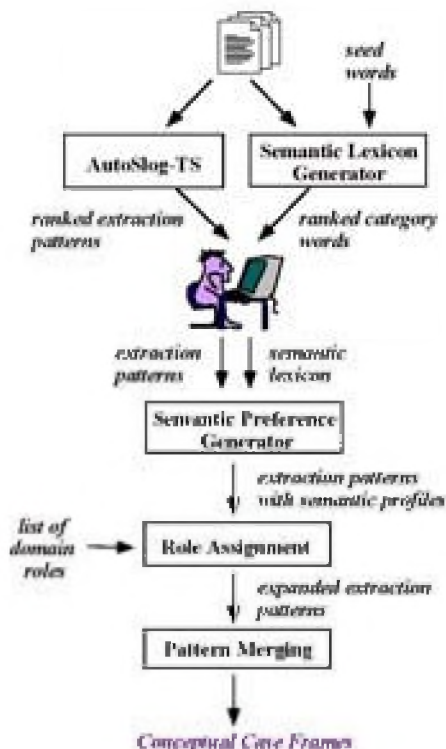 seed
words
AutoSlog-TS
Semantic Lexicon
Generator
ranked extraction
patterns
ranked category
words
extraction
patterns
semantic
lexicon
Semantic Preference
Generator
extraction patterns
with semantic profiles
list of
domain
roles
Role Assignment
expanded extraction
patterns
Pattern Merging
Conceptual Case Frames